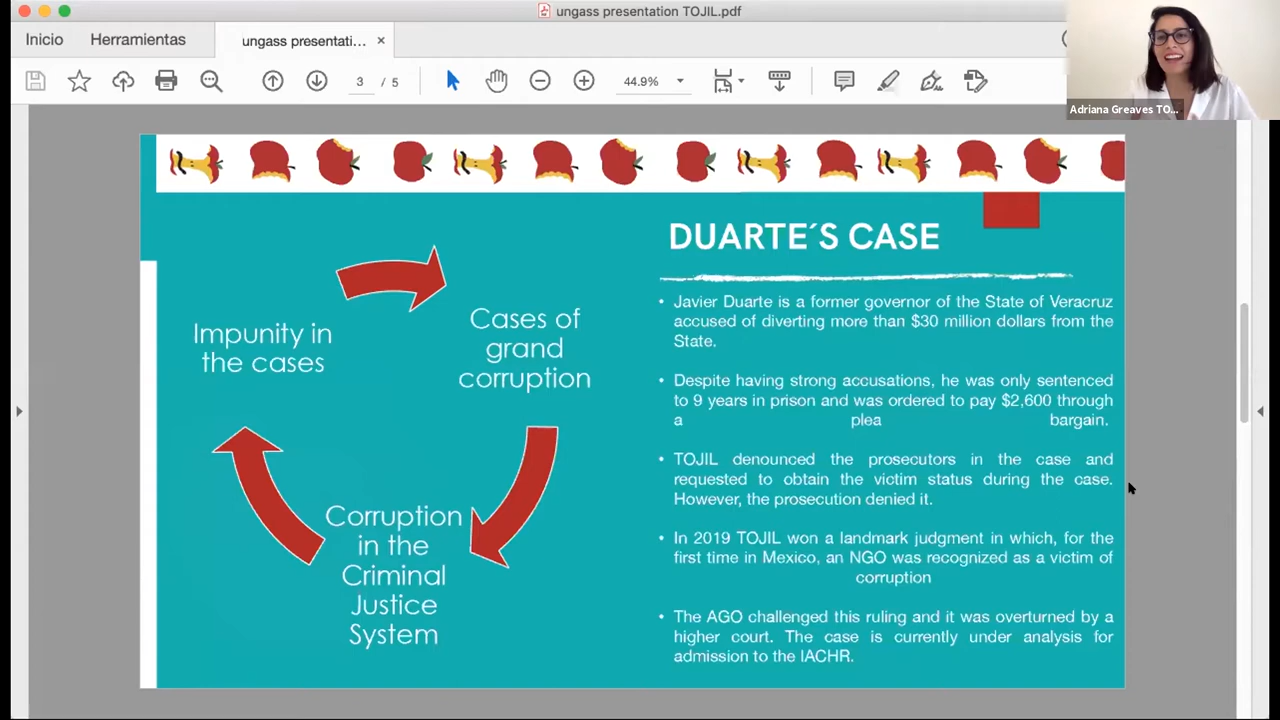 ungass presentation TOJIL.pdf
Inicio
Herramientas
ungass presentati... ×
3 / 5
44.9%
Adriana Greaves TO...
Impunity in
the cases
Cases of
grand
corruption
Corruption
in the
Criminal
Justice
System
DUARTE´S CASE
• Javier Duarte is a former governor of the State of Veracruz
accused of diverting more than $30 million dollars from the
State.
• Despite having strong accusations, he was only sentenced
to 9 years in prison and was ordered to pay $2,600 through
a plea bargain.
• TOJIL denounced the prosecutors in the case and
requested to obtain the victim status during the case.
However, the prosecution denied it.
• In 2019 TOJIL won a landmark judgment in which, for the
first time in Mexico, an NGO was recognized as a victim of
corruption
• The AGO challenged this ruling and it was overturned by a
higher court. The case is currently under analysis for
admission to the IACHR.